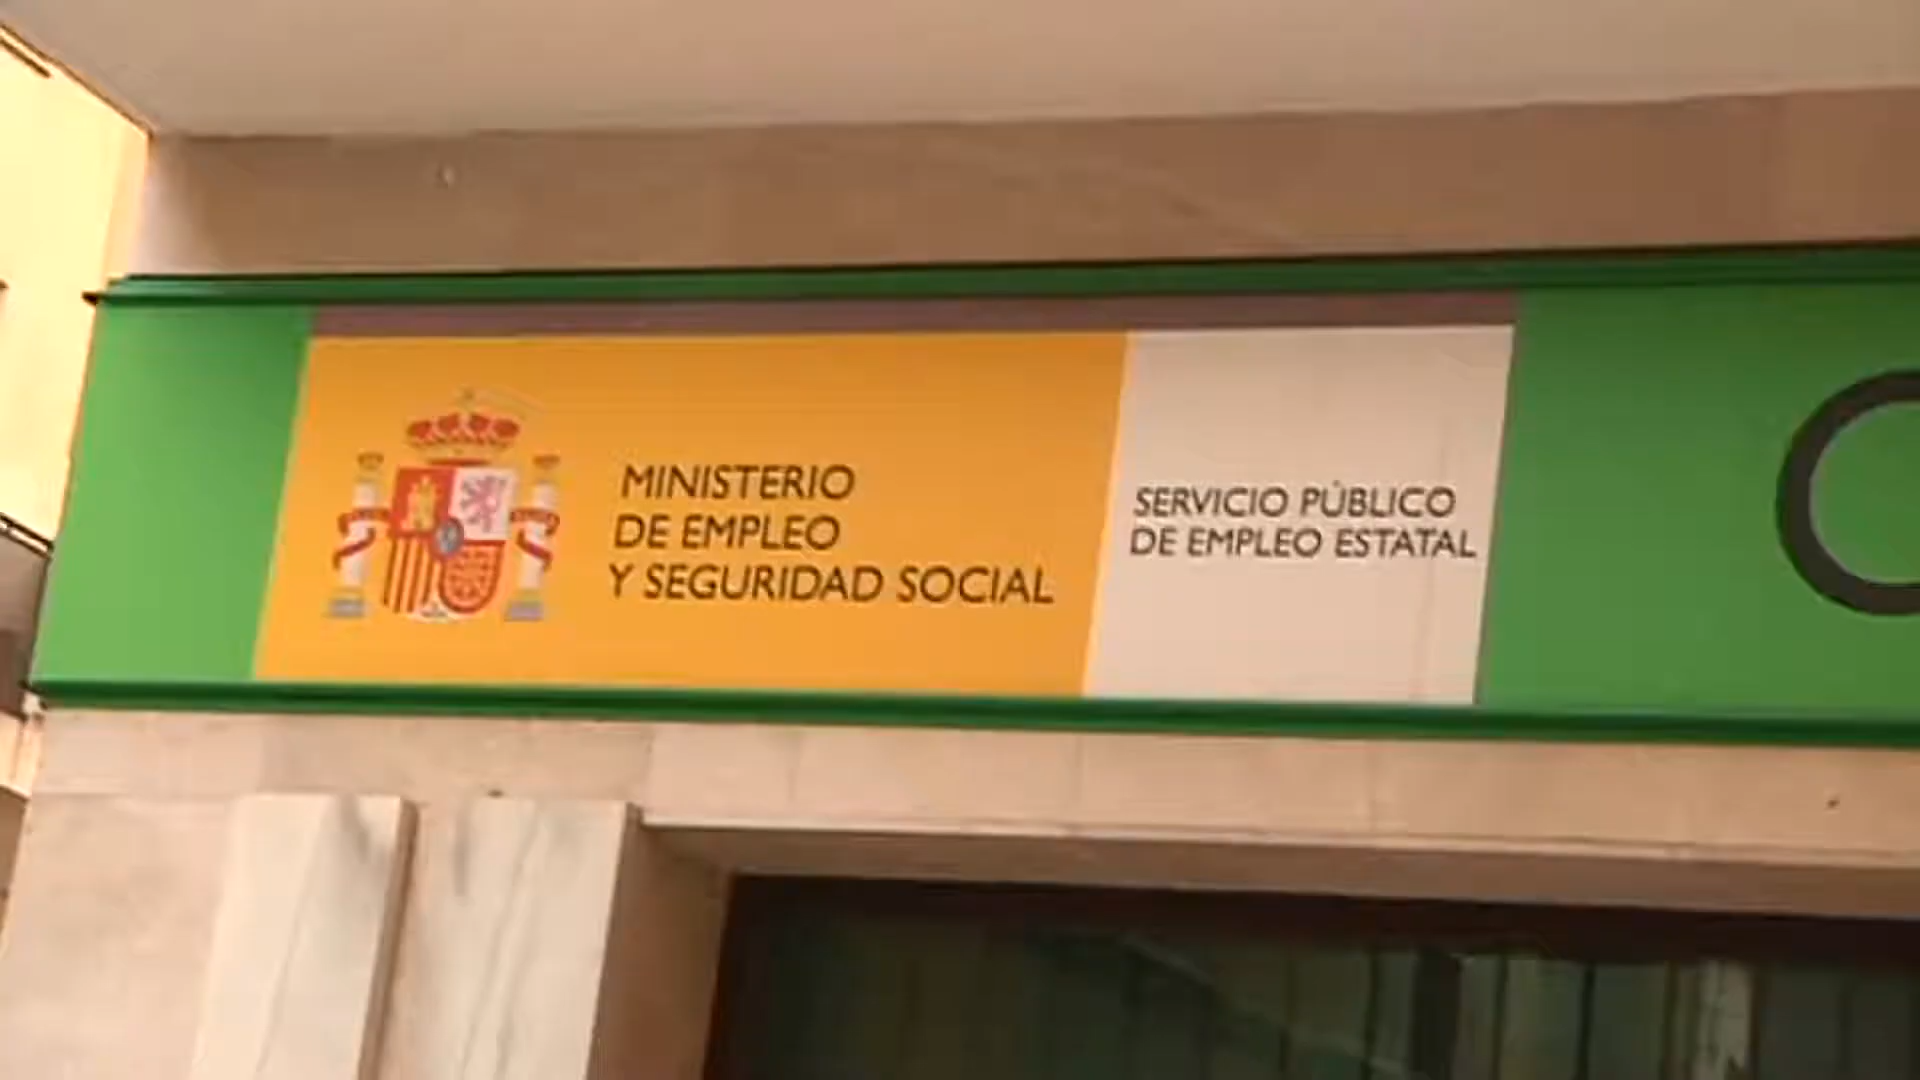 MINISTERIO
DE EMPLEO
Y SEGURIDAD SOCIAL
SERVICIO PÚBLICO
DE EMPLEO ESTATAL